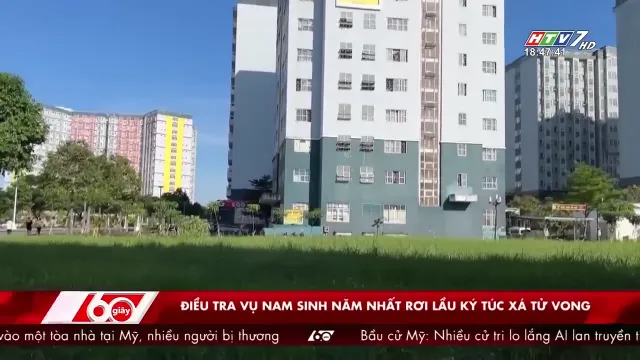 HTV7 HD
18:47:41
60 giây
ĐIỀU TRA VỤ NAM SINH NĂM NHẤT RƠI LẦU KÝ TÚC XÁ TỬ VONG
vào một tòa nhà tại Mỹ, nhiều người bị thương 60 Bầu cử Mỹ: Nhiều cử tri lo lắng AI lan truyền t